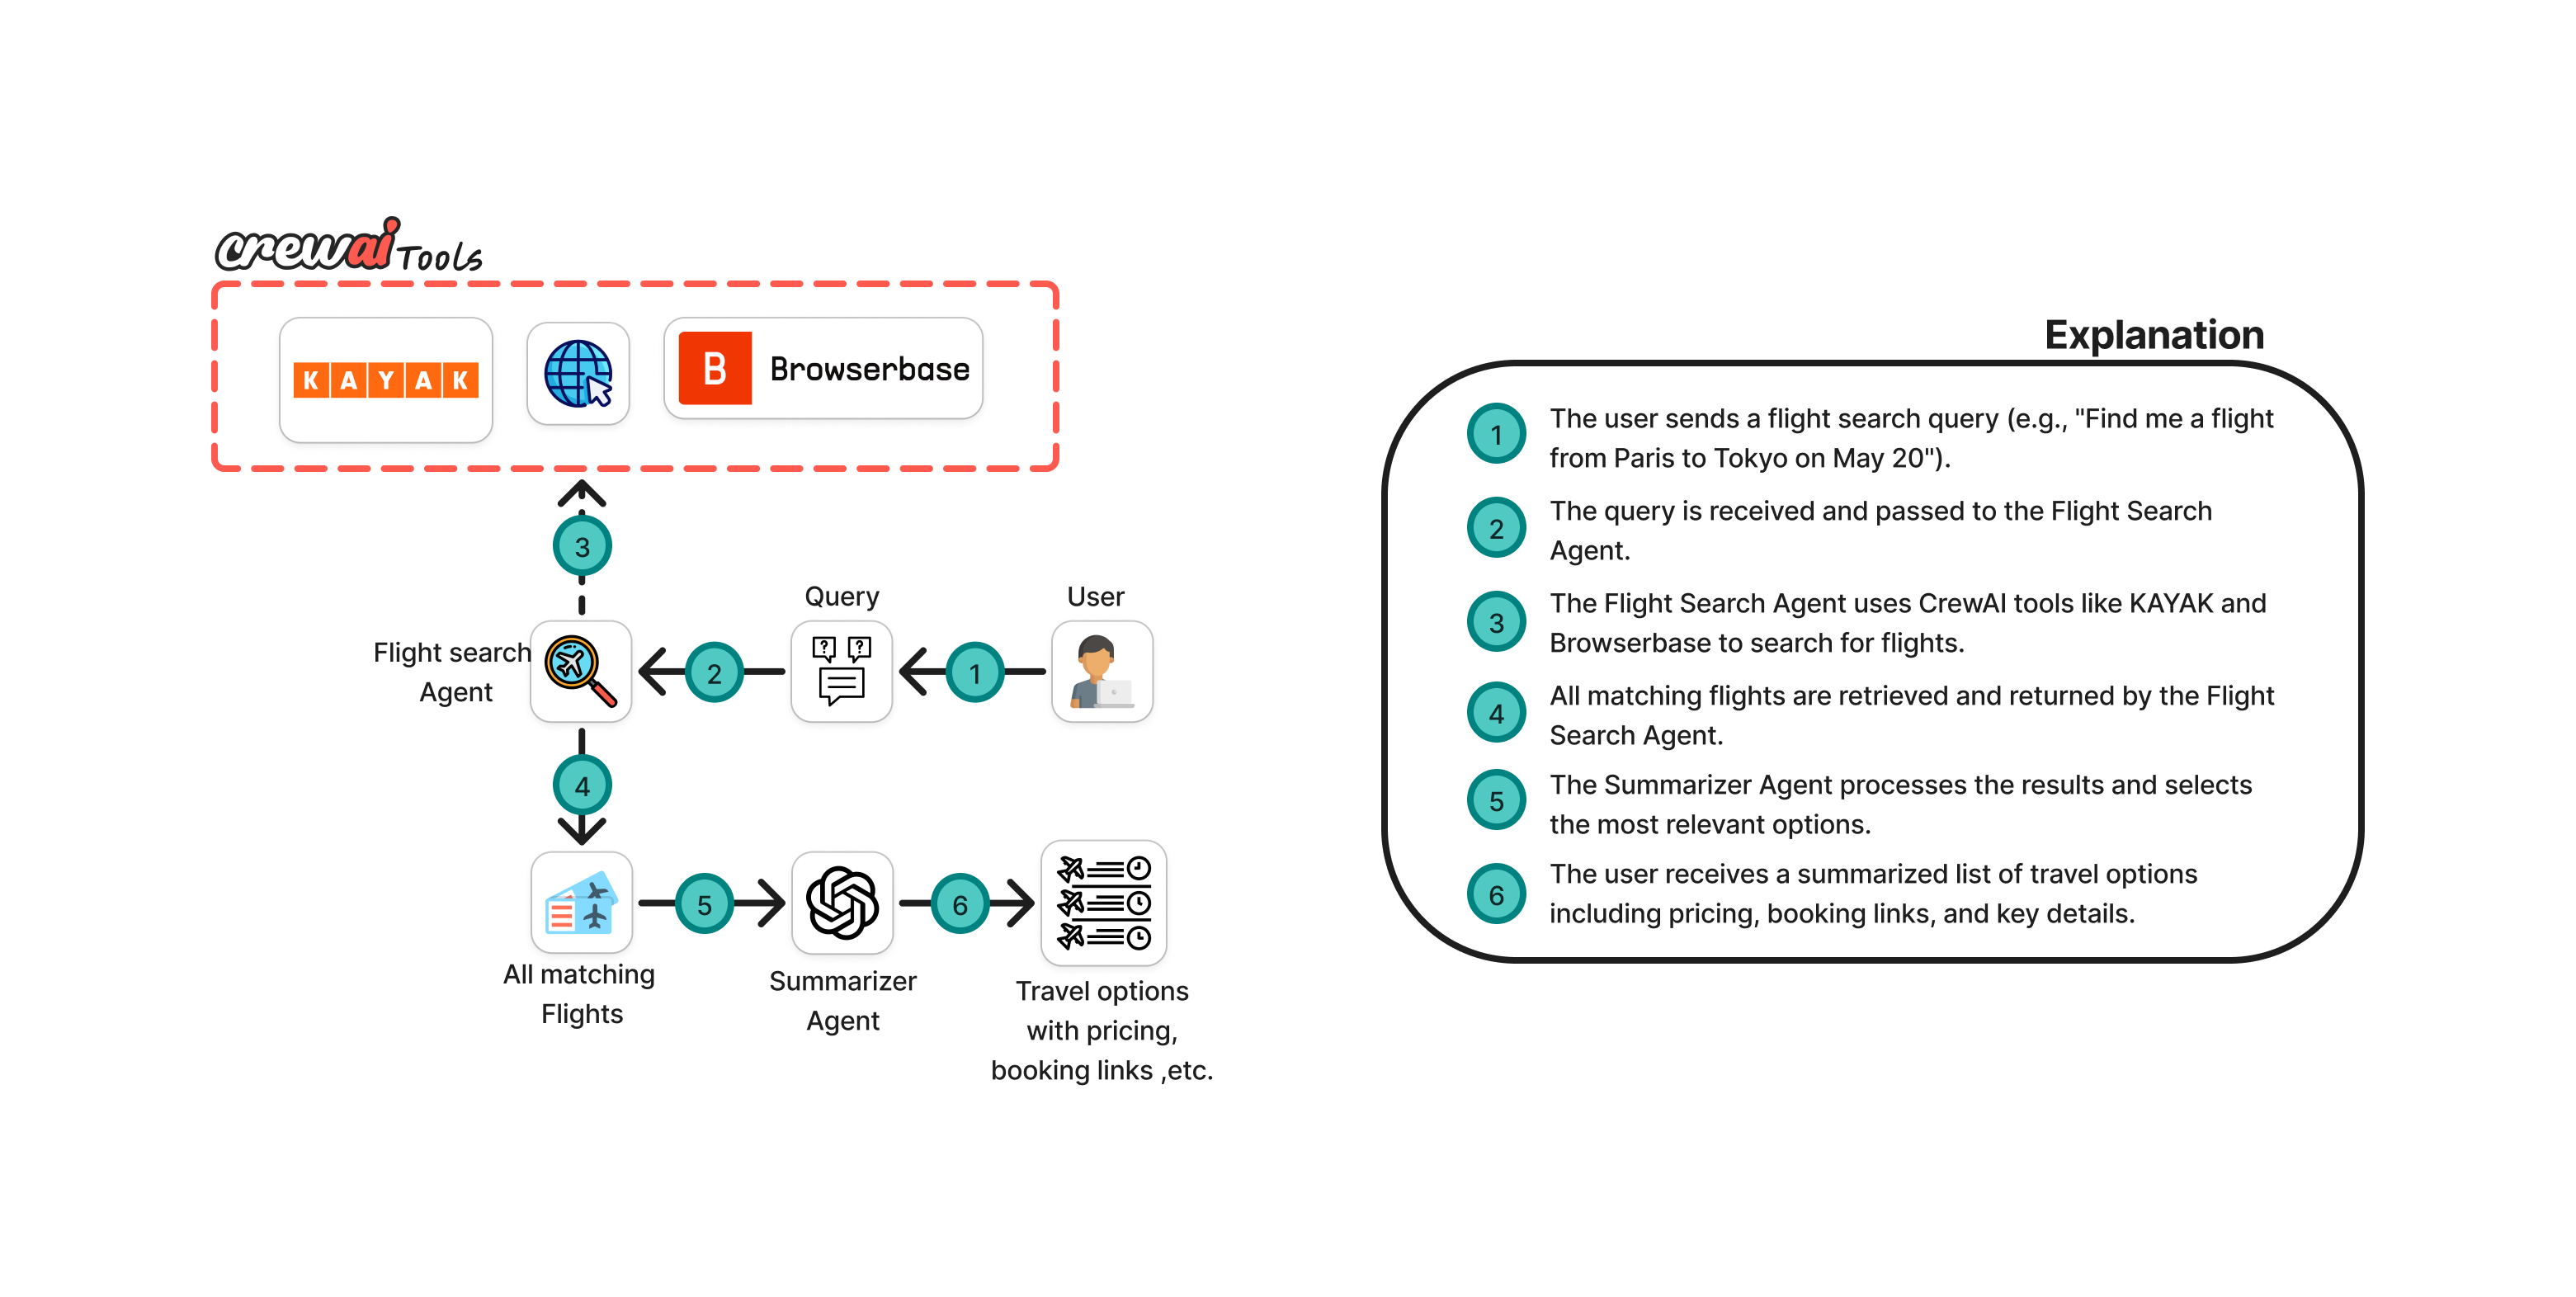 crewai Tools
KAYAK
B Browserbase
3
Query
User
Flight search
Agent
2
1
4
5
6
All matching
Flights
Summarizer
Agent
Travel options
with pricing,
booking links ,etc.
Explanation
1
The user sends a flight search query (e.g., "Find me a flight
from Paris to Tokyo on May 20").
2
The query is received and passed to the Flight Search
Agent.
3
The Flight Search Agent uses CrewAI tools like KAYAK and
Browserbase to search for flights.
4
All matching flights are retrieved and returned by the Flight
Search Agent.
5
The Summarizer Agent processes the results and selects
the most relevant options.
6
The user receives a summarized list of travel options
including pricing, booking links, and key details.